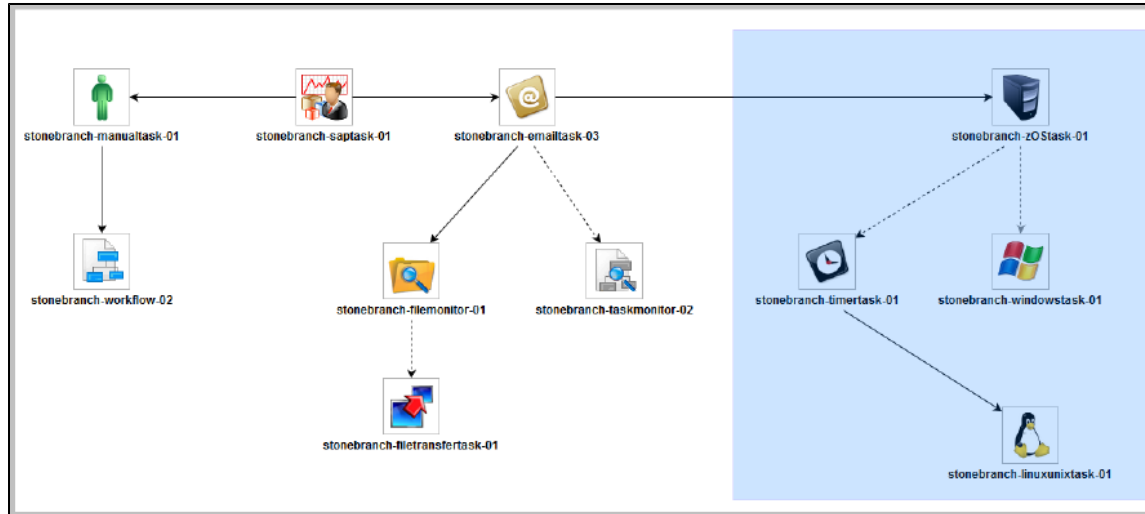 stonebranch-manualtask-01
stonebranch-saptask-01
stonebranch-emailtask-03
stonebranch-zOStask-01
stonebranch-workflow-02
stonebranch-filemonitor-01
stonebranch-taskmonitor-02
stonebranch-timertask-01
stonebranch-windowstask-01
stonebranch-filetransfertask-01
stonebranch-linuxunixtask-01